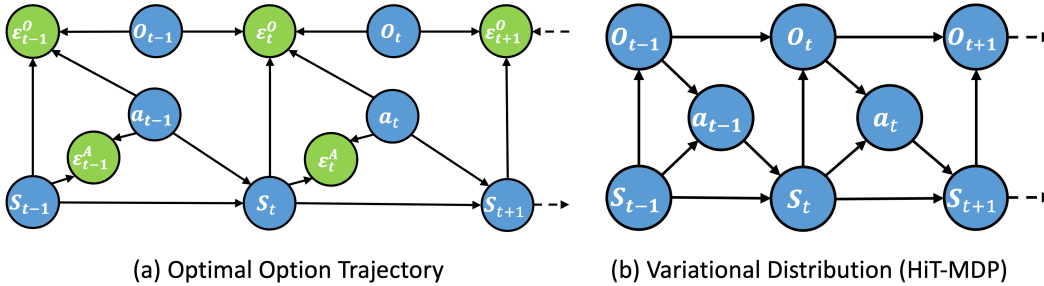 ε^O_{t-1} O_{t-1} ε^O_t O_t ε^O_{t+1}
a_{t-1} a_t
ε^A_{t-1} ε^A_t
S_{t-1} S_t S_{t+1}
(a) Optimal Option Trajectory
O_{t-1} O_t O_{t+1}
a_{t-1} a_t
S_{t-1} S_t S_{t+1}
(b) Variational Distribution (HiT-MDP)